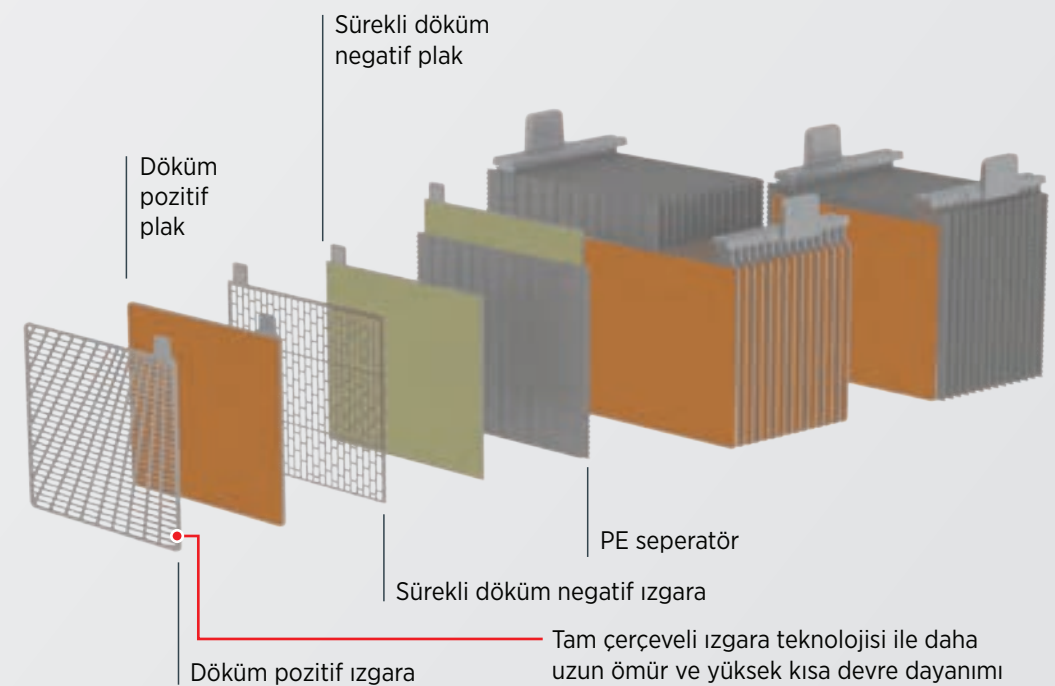 Sürekli döküm
negatif plak
Döküm
pozitif
plak
PE seperatör
Sürekli döküm negatif ızgara
Tam çerçeveli ızgara teknolojisi ile daha
uzun ömür ve yüksek kısa devre dayanımı
Döküm pozitif ızgara